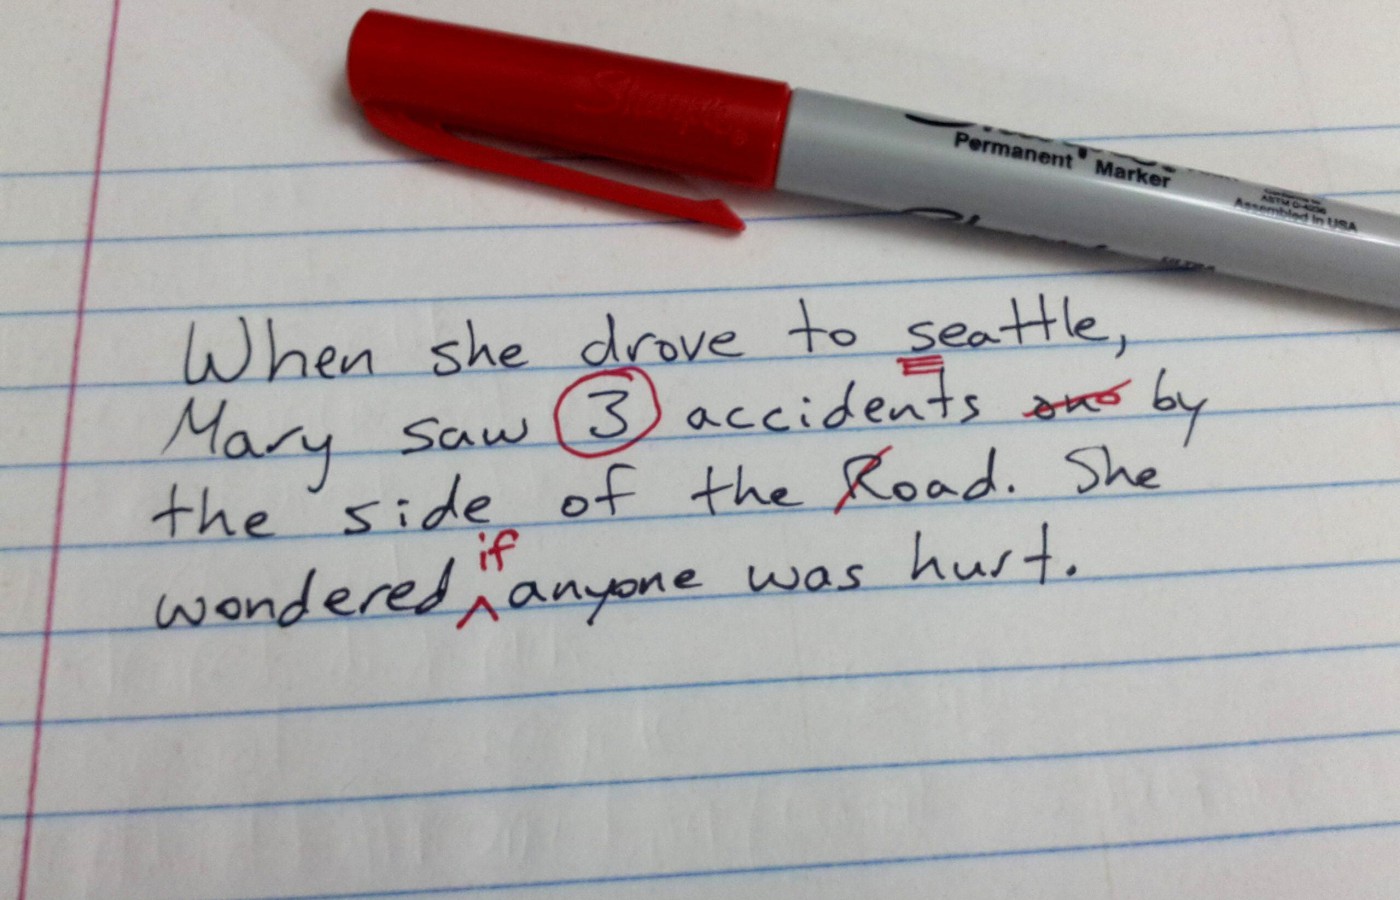 Sharpie
Permanent Marker
ASTM D-4236
Assembled in USA
When she drove to seattle,
Mary saw 3 accidents one by
the side of the Road. She
if
wondered ^ anyone was hurt.